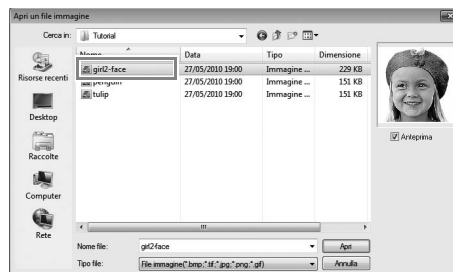 Apri un file immagine
Cerca in: Tutorial
Nome Data Tipo Dimensione
girl2-face 27/05/2010 19:00 Immagine ... 229 KB
penguin 27/05/2010 19:00 Immagine ... 151 KB
tulip 27/05/2010 19:00 Immagine ... 151 KB
Risorse recenti
Desktop
Raccolte
Computer
Rete
Anteprima
Nome file: girl2-face Apri
Tipo file: File immagine(*.bmp;*.tif;*.jpg;*.png;*.gif) Annulla